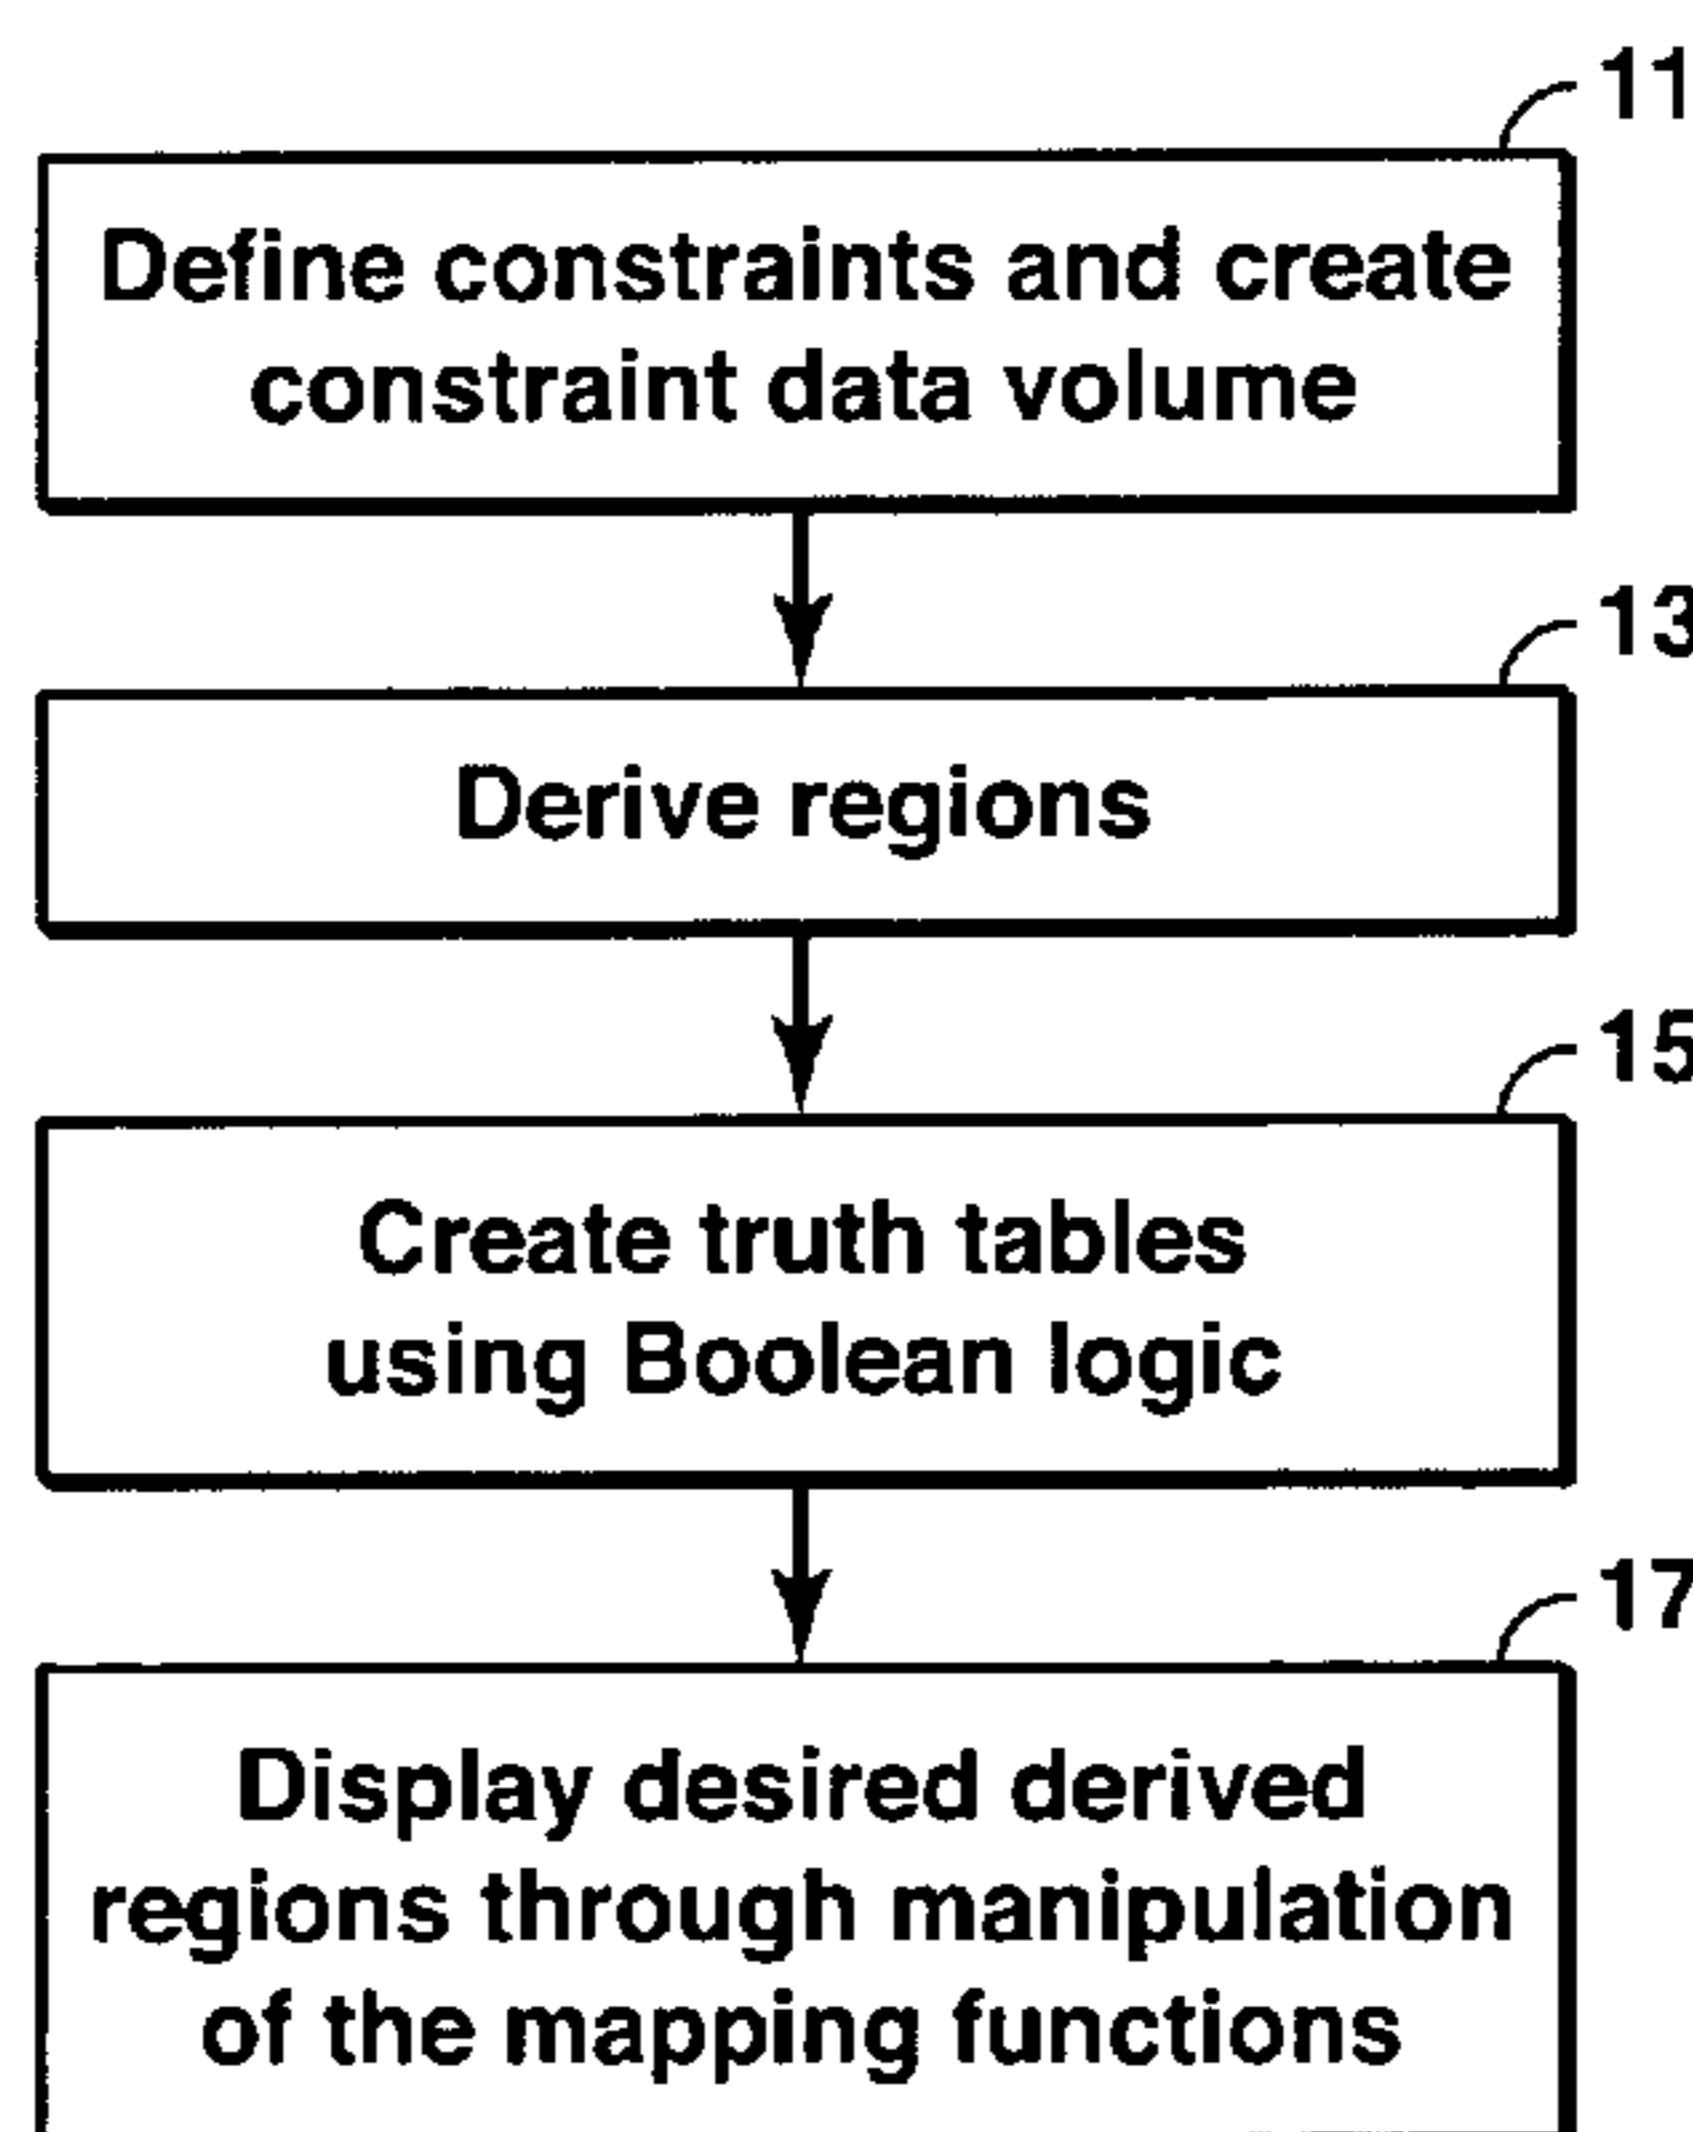 11
Define constraints and create
constraint data volume
13
Derive regions
15
Create truth tables
using Boolean logic
17
Display desired derived
regions through manipulation
of the mapping functions